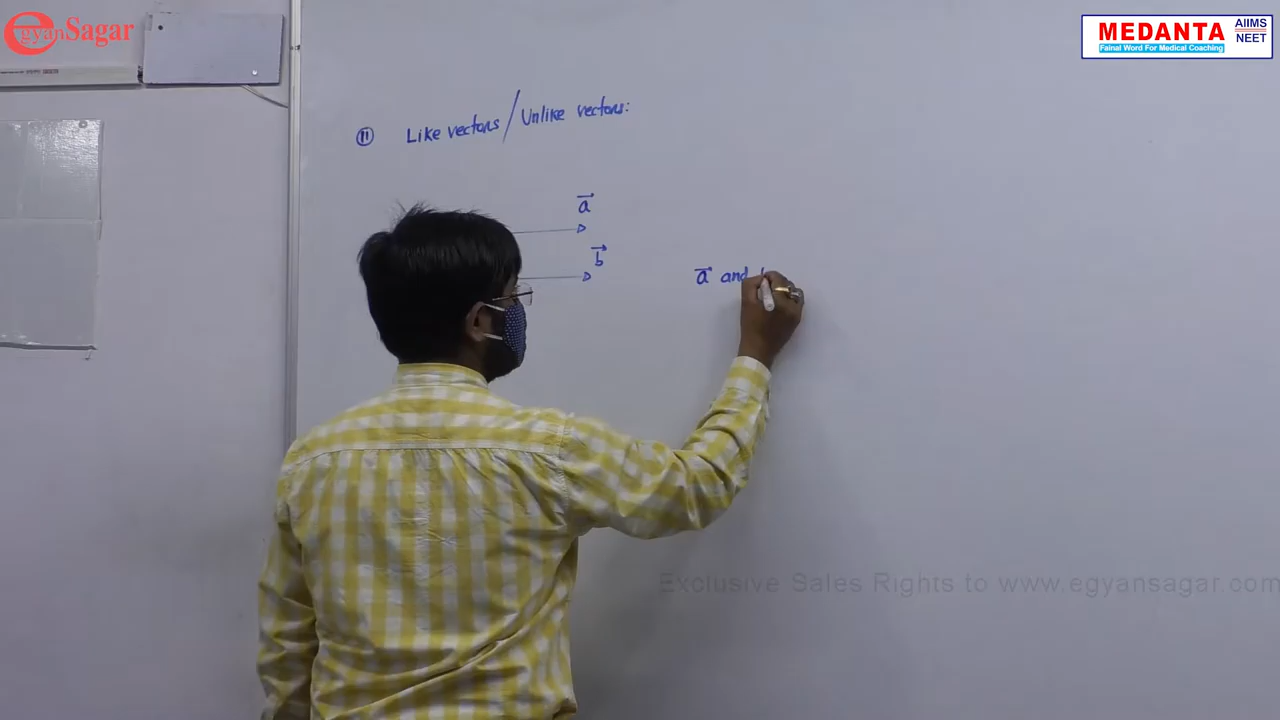 egyanSagar
MEDANTA
AIIMS
NEET
Fainal Word For Medical Coaching
⑪ Like vectors / Unlike vectors:
a⃗
b⃗
a⃗ and
Exclusive Sales Rights to www.egyansagar.com